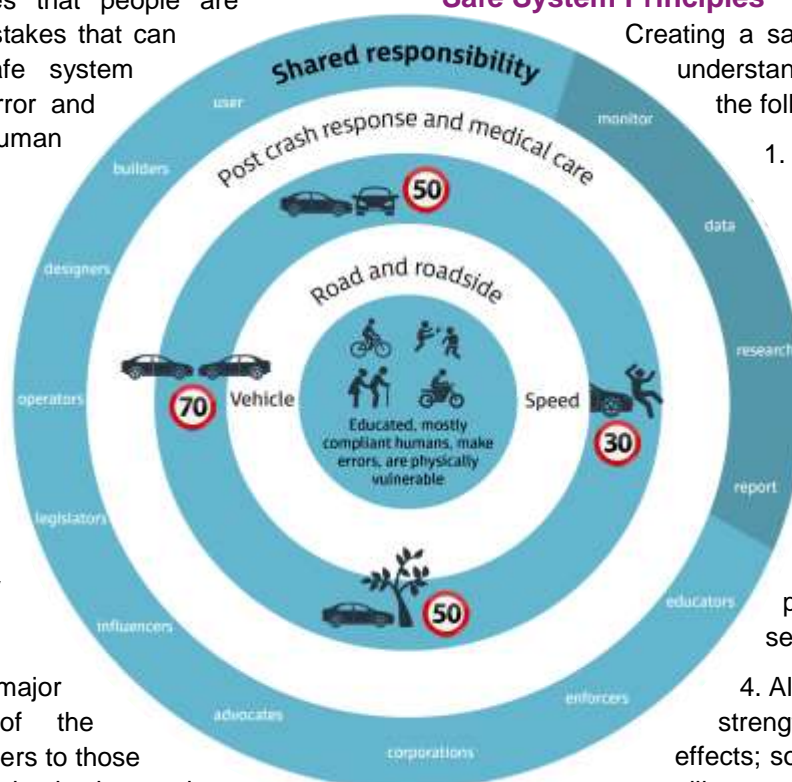 that people are
Safe System Principles
stakes that can
Creating a sa
afe system
understan
rror and
the foll
uman
1.
Shared responsibility
user
monitor
builders
Post crash response and medical care
data
50
designers
Road and roadside
research
operators
70
Vehicle
Speed
30
Educated, mostly
compliant humans, make
errors, are physically
vulnerable
report
legislators
50
educators
influencers
p
se
enforcers
major
4. Al
advocates
of the
streng
corporations
ers to those
effects; so